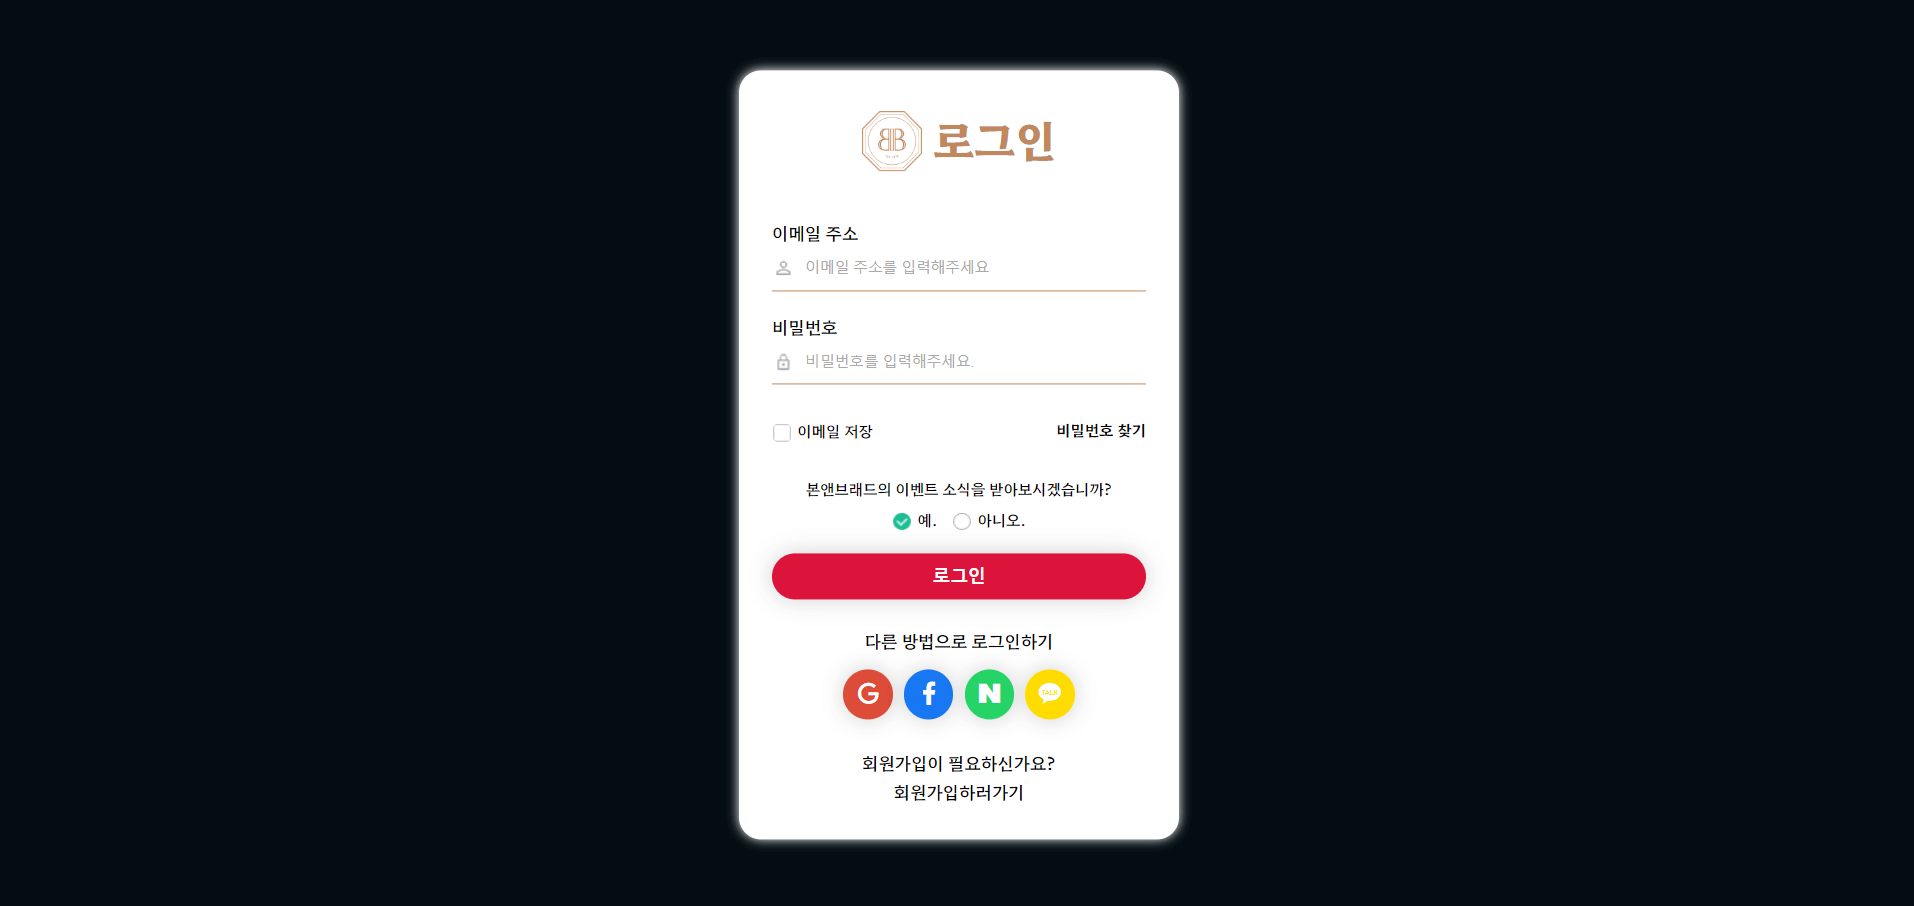 로그인
이메일 주소
이메일 주소를 입력해주세요
비밀번호
비밀번호를 입력해주세요.
이메일 저장 비밀번호 찾기
본앤브래드의 이벤트 소식을 받아보시겠습니까?
예. 아니오.
로그인
다른 방법으로 로그인하기
G f N TALK
회원가입이 필요하신가요?
회원가입하러가기